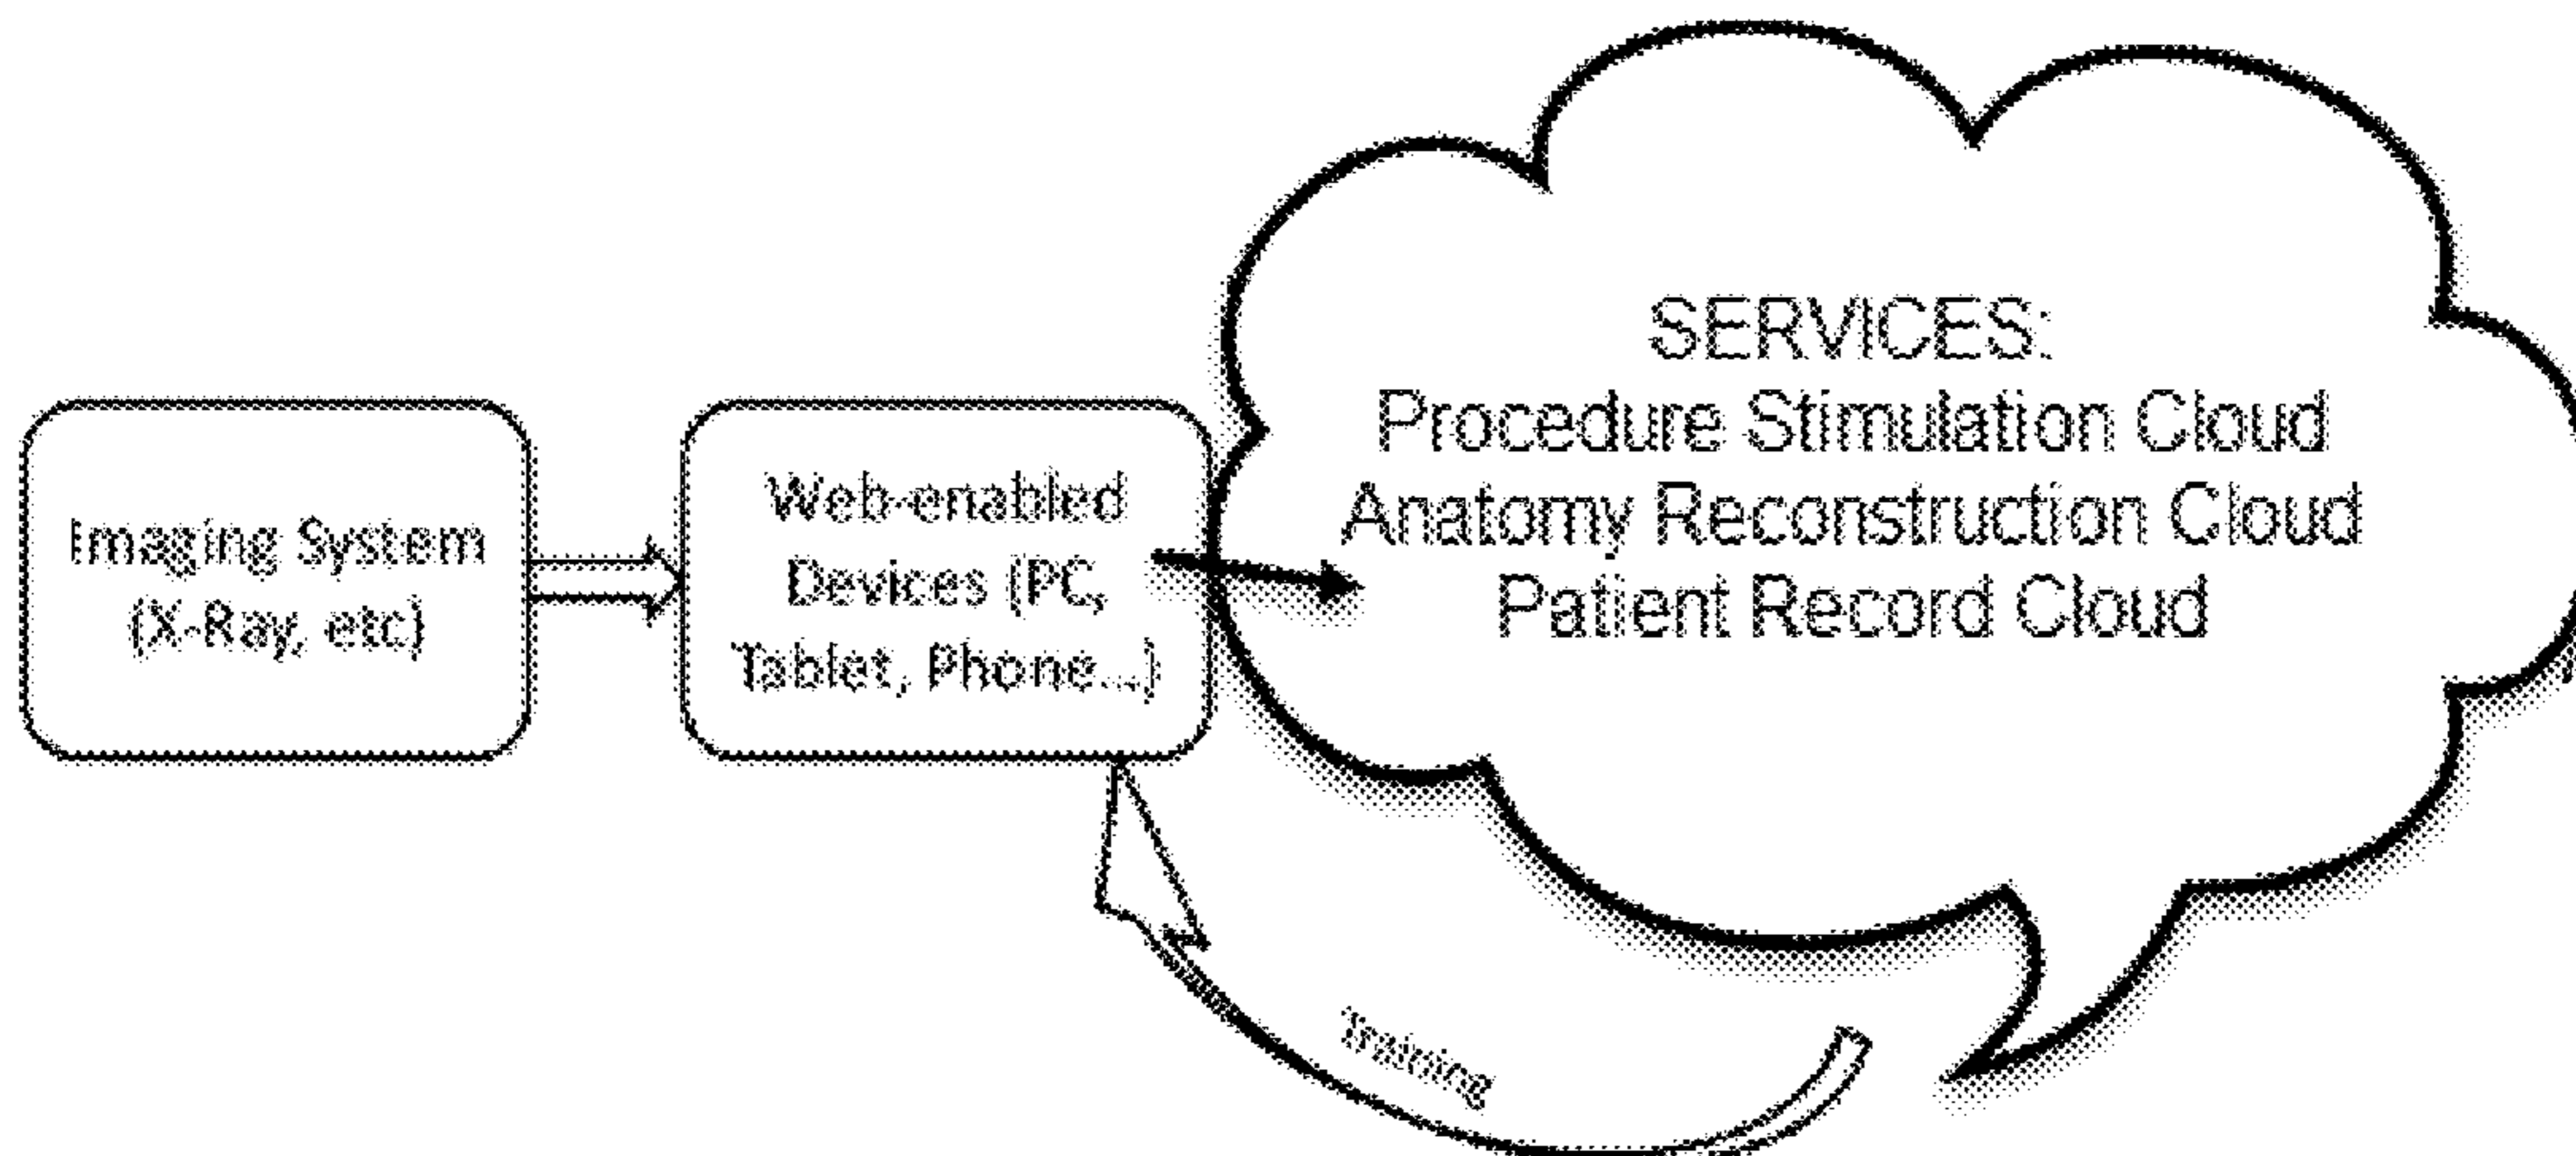 Imaging System
(X-Ray, etc)
Web-enabled
Devices (PC,
Tablet, Phone...)
SERVICES:
Procedure Stimulation Cloud
Anatomy Reconstruction Cloud
Patient Record Cloud
Training